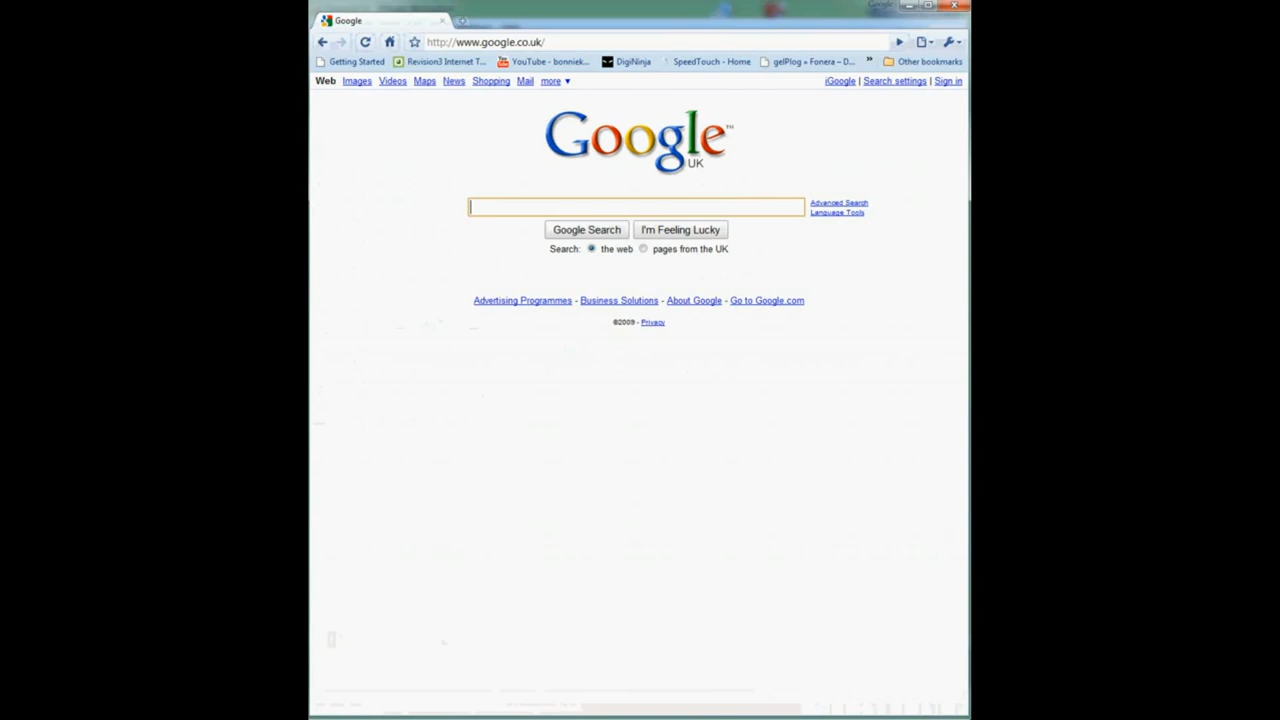 Google
Google
http://www.google.co.uk/
Getting Started Revision3 Internet T... YouTube - bonniek... DigiNinja SpeedTouch - Home gelPlog » Fonera – D... » Other bookmarks
Web Images Videos Maps News Shopping Mail more ▼ iGoogle | Search settings | Sign in
Google™
UK
Advanced Search
Language Tools
Google Search I'm Feeling Lucky
Search: the web pages from the UK
Advertising Programmes - Business Solutions - About Google - Go to Google.com
©2009 - Privacy